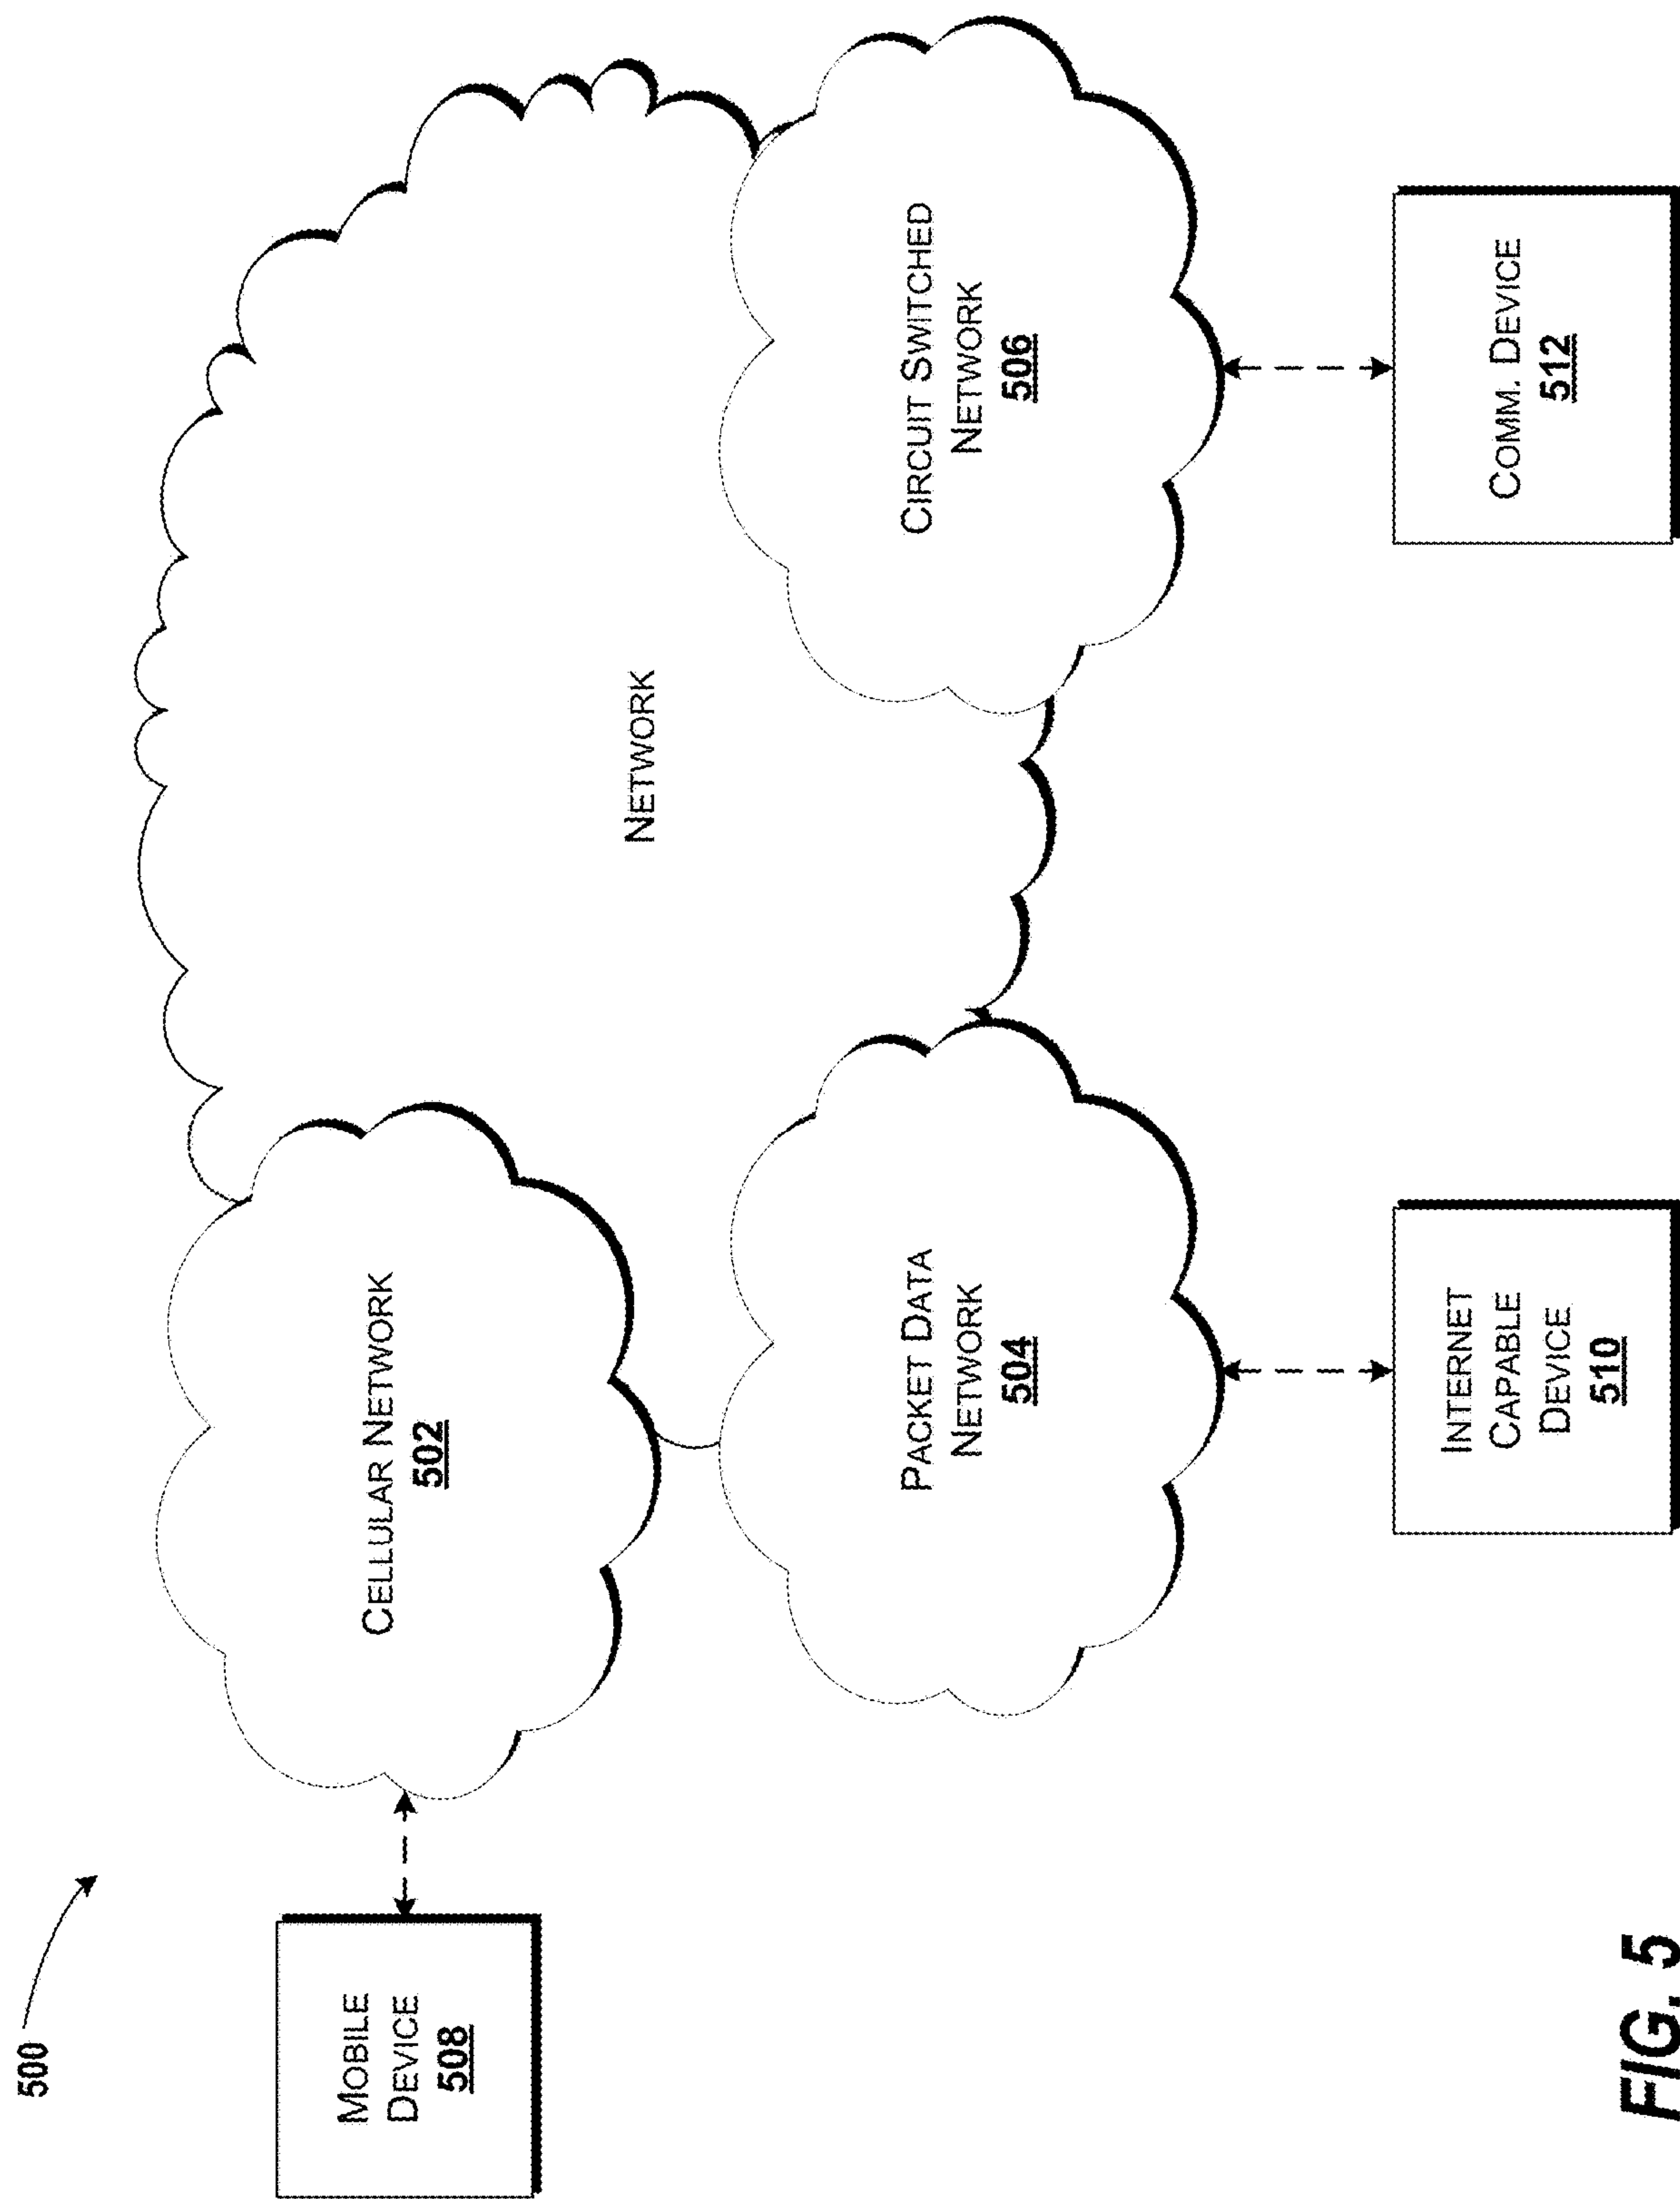 500
MOBILE
DEVICE
508
CELLULAR NETWORK
502
NETWORK
PACKET DATA
NETWORK
504
CIRCUIT SWITCHED
NETWORK
506
INTERNET
CAPABLE
DEVICE
510
COMM. DEVICE
512
FIG. 5